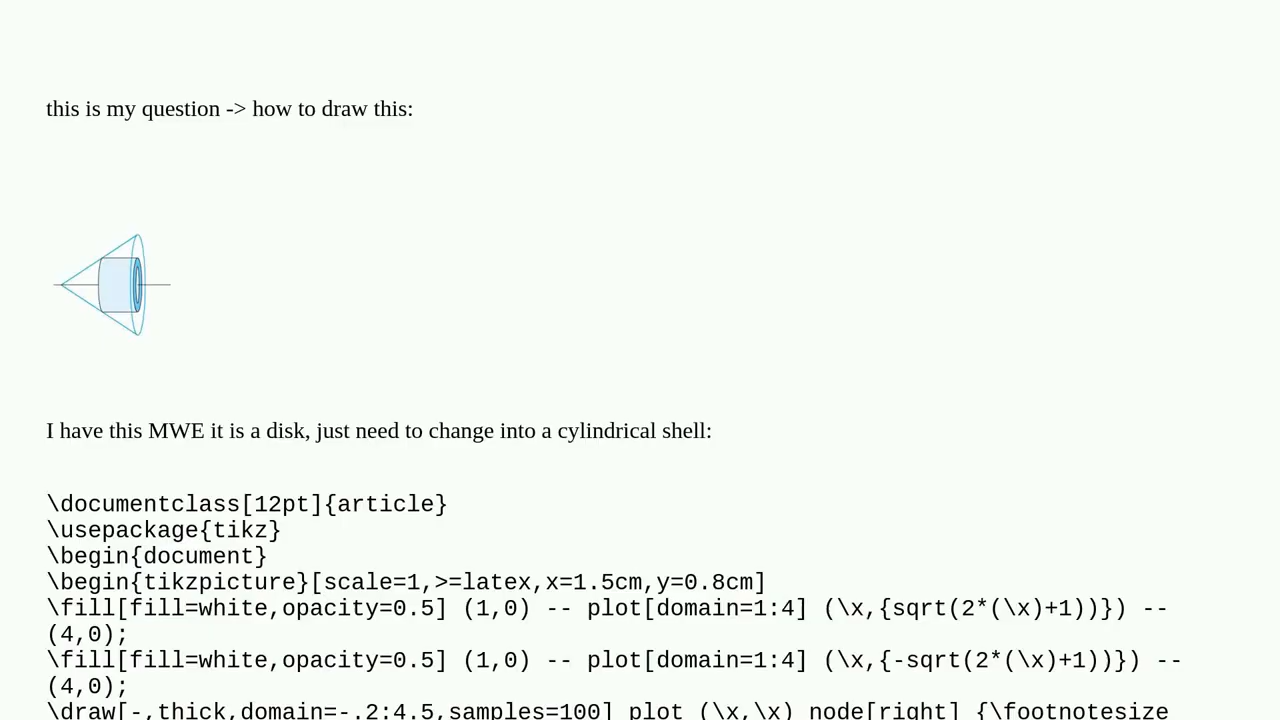 this is my question -> how to draw this:
I have this MWE it is a disk, just need to change into a cylindrical shell:
\documentclass[12pt]{article}
\usepackage{tikz}
\begin{document}
\begin{tikzpicture}[scale=1,>=latex,x=1.5cm,y=0.8cm]
\fill[fill=white,opacity=0.5] (1,0) -- plot[domain=1:4] (\x,{sqrt(2*(\x)+1))}) --
(4,0);
\fill[fill=white,opacity=0.5] (1,0) -- plot[domain=1:4] (\x,{-sqrt(2*(\x)+1))}) --
(4,0);
\draw[-,thick,domain=-.2:4.5,samples=100] plot (\x,\x) node[right] {\footnotesize